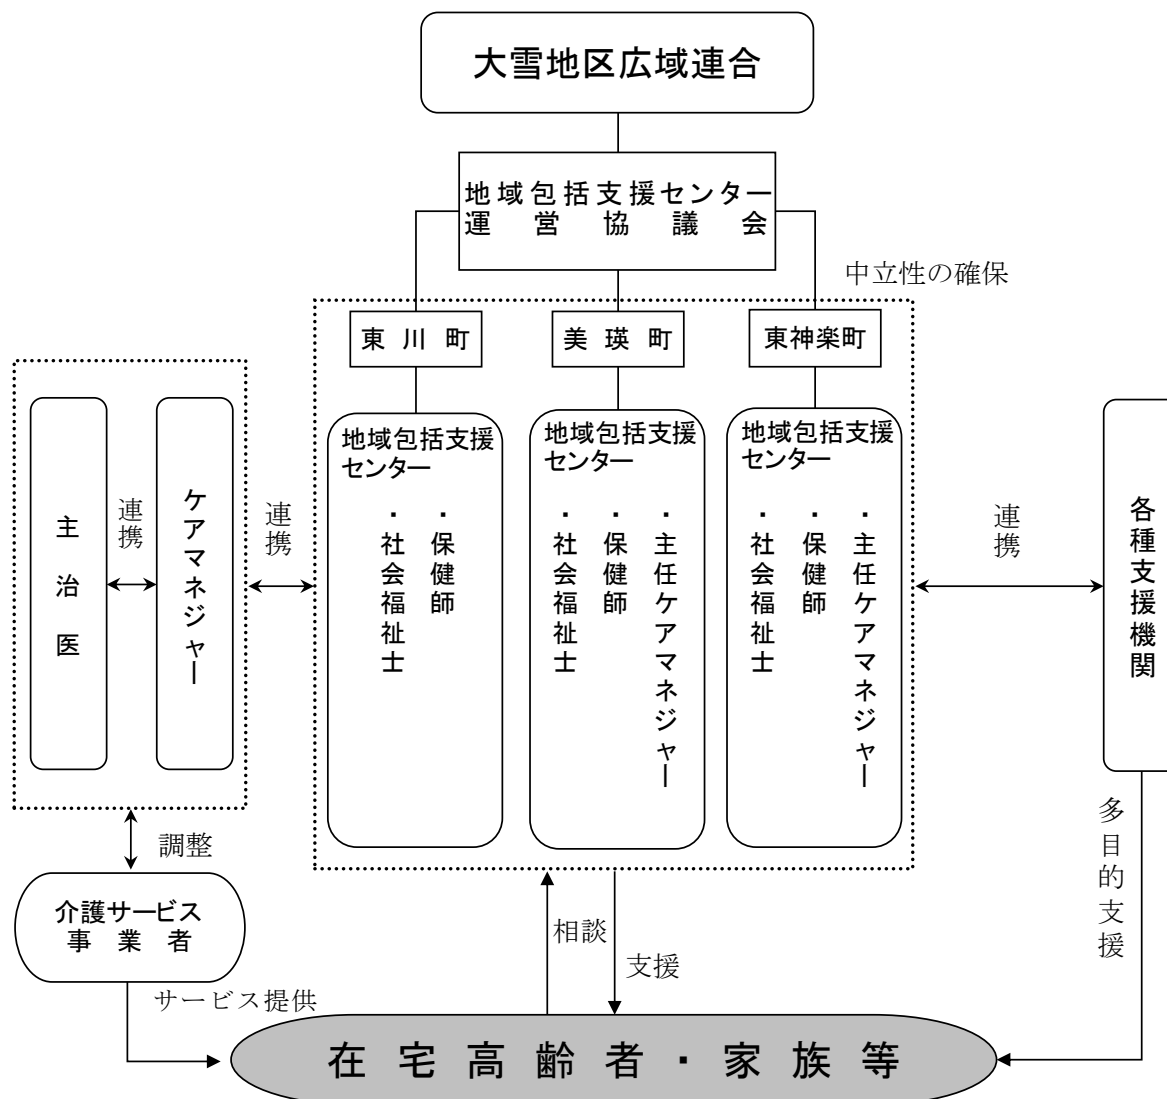 大雪地区広域連合
地域包括支援センター
運営協議会
中立性の確保
東川町
美瑛町
東神楽町
主治医
連携
ケアマネジャー
連携
地域包括支援
センター
・保健師
・社会福祉士
地域包括支援
センター
・主任ケアマネジャー
・保健師
・社会福祉士
地域包括支援
センター
・主任ケアマネジャー
・保健師
・社会福祉士
連携
各種支援機関
調整
介護サービス
事業者
サービス提供
相談
支援
多目的支援
在宅高齢者・家族等